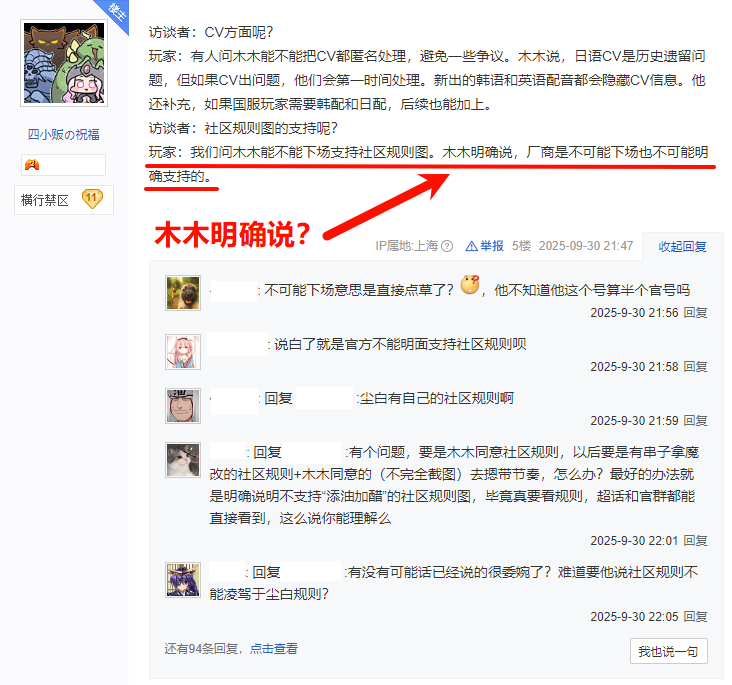 楼主
四小贩の祝福
横行禁区 11
访谈者：CV方面呢？
玩家：有人问木木能不能把CV都匿名处理，避免一些争议。木木说，日语CV是历史遗留问
题，但如果CV出问题，他们会第一时间处理。新出的韩语和英语配音都会隐藏CV信息。他
还补充，如果国服玩家需要韩配和日配，后续也能加上。
访谈者：社区规则图的支持呢？
玩家：我们问木木能不能下场支持社区规则图。木木明确说，厂商是不可能下场也不可能明
确支持的。
木木明确说？
IP属地:上海 ? 举报 5楼 2025-09-30 21:47 收起回复
: 不可能下场意思是直接点草了？ ，他不知道他这个号算半个官号吗
2025-9-30 21:56 回复
: 说白了就是官方不能明面支持社区规则呗
2025-9-30 21:58 回复
: 回复 :尘白有自己的社区规则啊
2025-9-30 21:59 回复
: 回复 :有个问题，要是木木同意社区规则，以后要是有串子拿魔
改的社区规则+木木同意的（不完全截图）去摁带节奏，怎么办？最好的办法就
是明确说明不支持“添油加醋”的社区规则图，毕竟真要看规则，超话和官群都能
直接看到，这么说你能理解么
2025-9-30 22:01 回复
: 回复 :有没有可能话已经说的很委婉了？难道要他说社区规则不
能凌驾于尘白规则？
2025-9-30 22:05 回复
还有94条回复，点击查看
我也说一句